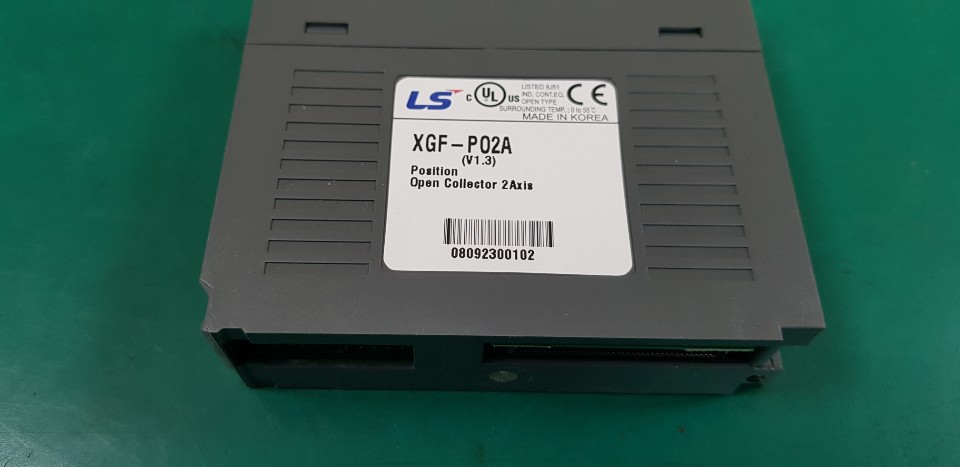 LS
C UL US
LISTED 9J51
IND. CONT.EQ.
OPEN TYPE
SURROUNDING TEMP. : 0 to 55°C
CE
MADE IN KOREA
XGF-P02A
(V1.3)
Position
Open Collector 2Axis
08092300102